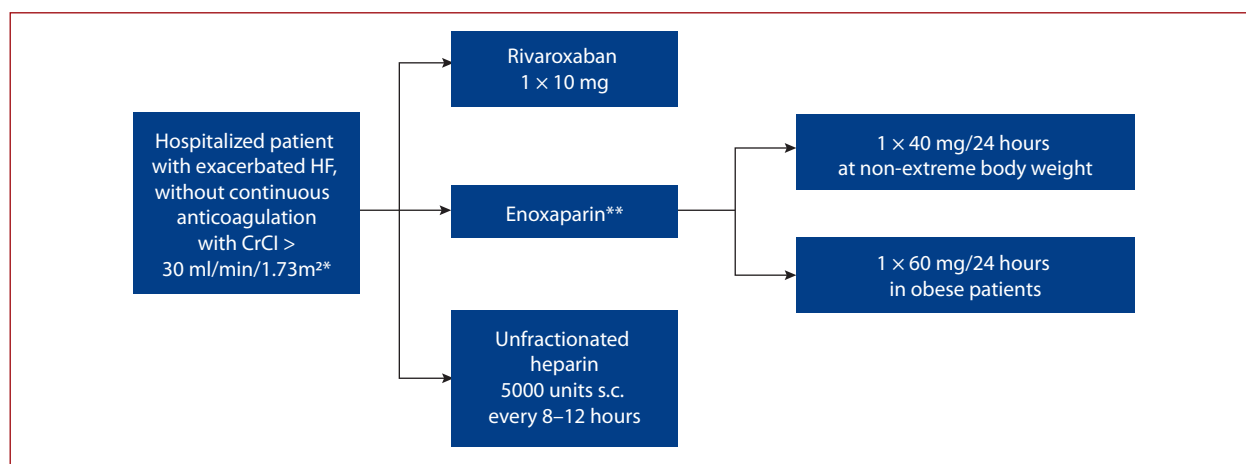 Hospitalized patient
with exacerbated HF,
without continuous
anticoagulation
with CrCl >
30 ml/min/1.73m²*
Rivaroxaban
1 × 10 mg
Enoxaparin**
Unfractionated
heparin
5000 units s.c.
every 8–12 hours
1 × 40 mg/24 hours
at non-extreme body weight
1 × 60 mg/24 hours
in obese patients